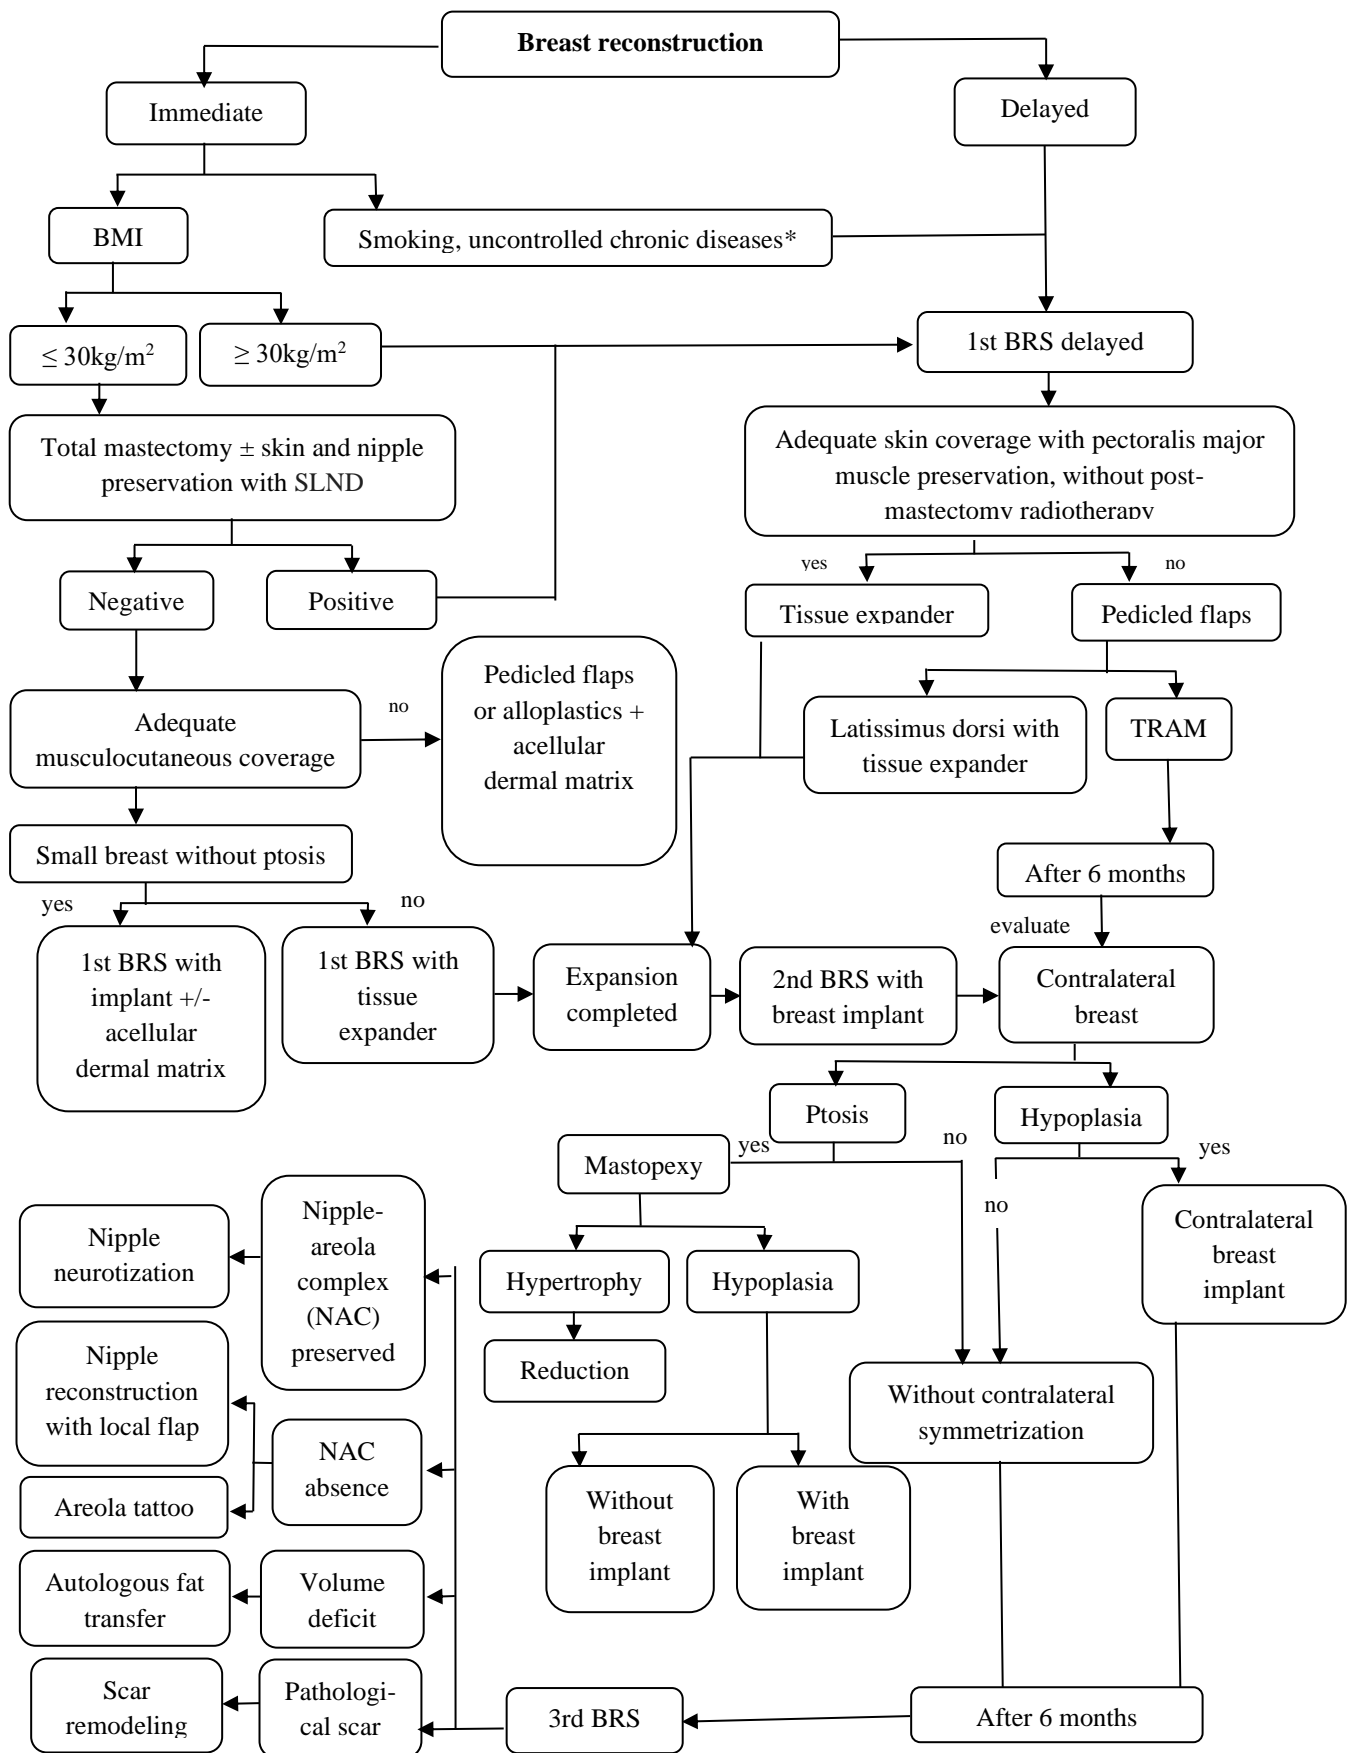 Breast reconstruction
Immediate
Delayed
BMI
Smoking, uncontrolled chronic diseases*
≤ 30kg/m²
≥ 30kg/m²
1st BRS delayed
Total mastectomy ± skin and nipple
preservation with SLND
Adequate skin coverage with pectoralis major
muscle preservation, without post-
mastectomy radiotherapy
yes
no
Negative
Positive
Tissue expander
Pedicled flaps
Adequate
musculocutaneous coverage
no
Pedicled flaps
or alloplastics +
acellular
dermal matrix
Latissimus dorsi with
tissue expander
TRAM
Small breast without ptosis
After 6 months
yes
no
evaluate
1st BRS with
implant +/-
acellular
dermal matrix
1st BRS with
tissue
expander
Expansion
completed
2nd BRS with
breast implant
Contralateral
breast
Ptosis
Hypoplasia
yes
no
yes
no
Mastopexy
Contralateral
breast
implant
Nipple
neurotization
Nipple-
areola
complex
(NAC)
preserved
Hypertrophy
Hypoplasia
Reduction
Without contralateral
symmetrization
Nipple
reconstruction
with local flap
NAC
absence
Areola tattoo
Without
breast
implant
With
breast
implant
Autologous fat
transfer
Volume
deficit
Scar
remodeling
Pathologi-
cal scar
3rd BRS
After 6 months